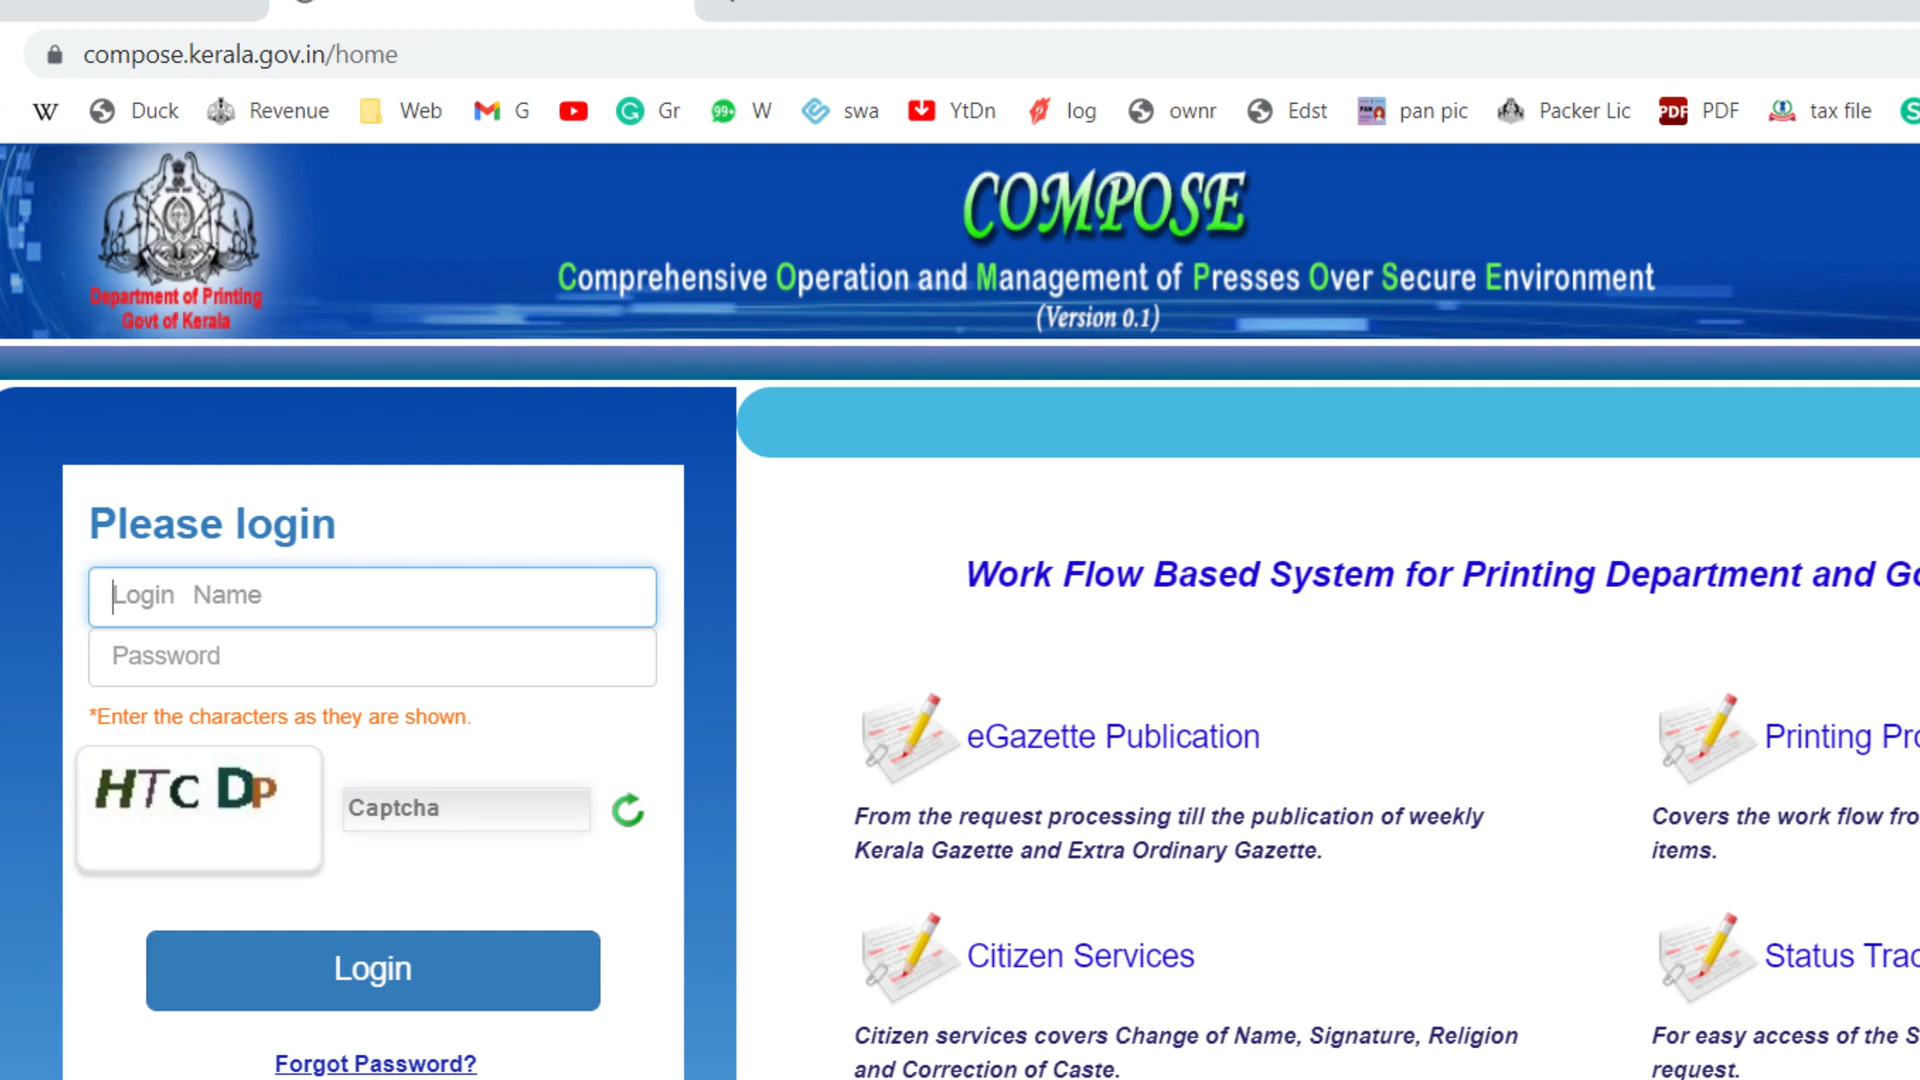 compose.kerala.gov.in/home
W Duck Revenue Web G Gr 99+ W swa YtDn log ownr Edst PAN pan pic Packer Lic PDF PDF tax file S
COMPOSE
Comprehensive Operation and Management of Presses Over Secure Environment
(Version 0.1)
Department of Printing
Govt of Kerala
Please login
Login Name
Password
*Enter the characters as they are shown.
HTC DP
Captcha
Login
Forgot Password?
Work Flow Based System for Printing Department and Go
eGazette Publication
From the request processing till the publication of weekly
Kerala Gazette and Extra Ordinary Gazette.
Printing Pro
Covers the work flow fro
items.
Citizen Services
Citizen services covers Change of Name, Signature, Religion
and Correction of Caste.
Status Trac
For easy access of the S
request.